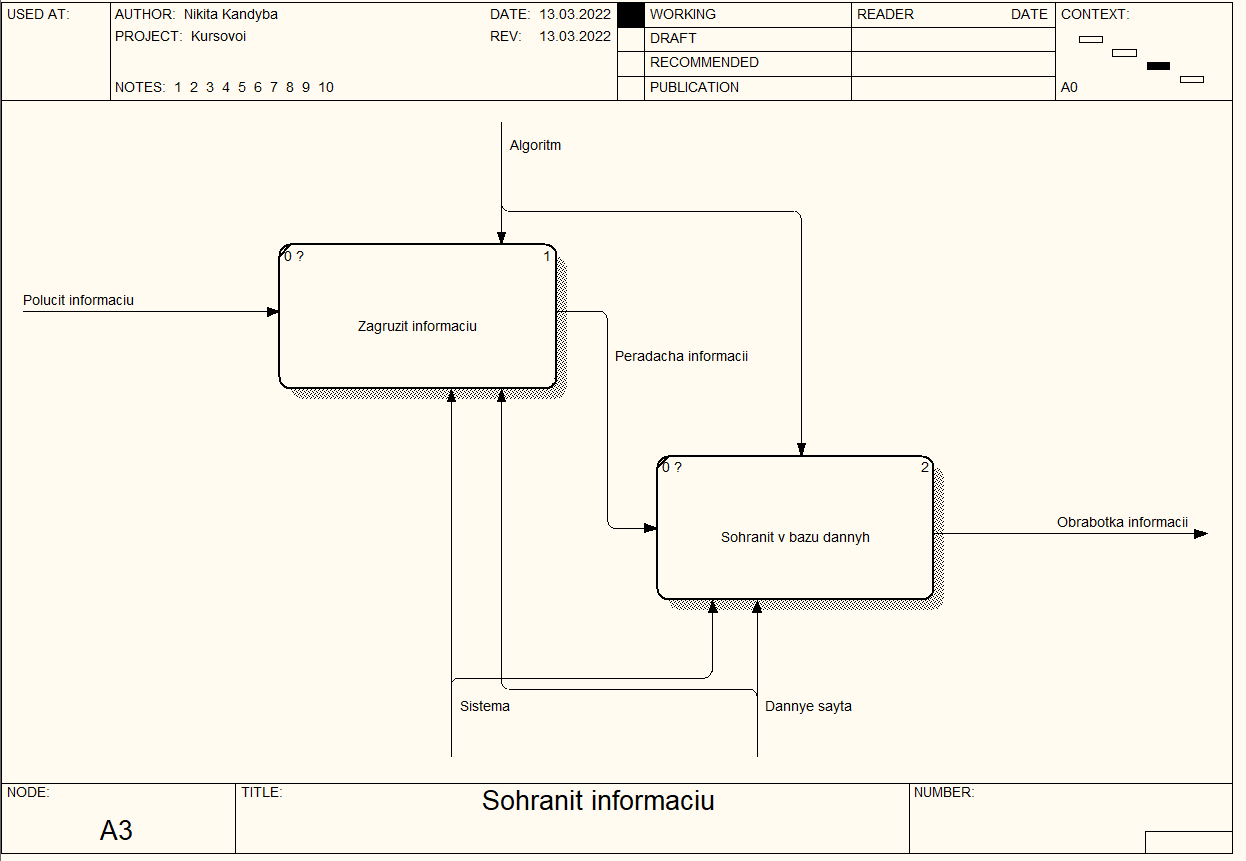 USED AT:
AUTHOR: Nikita Kandyba
DATE: 13.03.2022
PROJECT: Kursovoi
REV: 13.03.2022
NOTES: 1 2 3 4 5 6 7 8 9 10
WORKING
DRAFT
RECOMMENDED
PUBLICATION
READER DATE
CONTEXT:
A0
Algoritm
0 ? 1
Polucit informaciu
Zagruzit informaciu
Peradacha informacii
0 ? 2
Obrabotka informacii
Sohranit v bazu dannyh
Sistema
Dannye sayta
NODE:
A3
TITLE:
Sohranit informaciu
NUMBER: